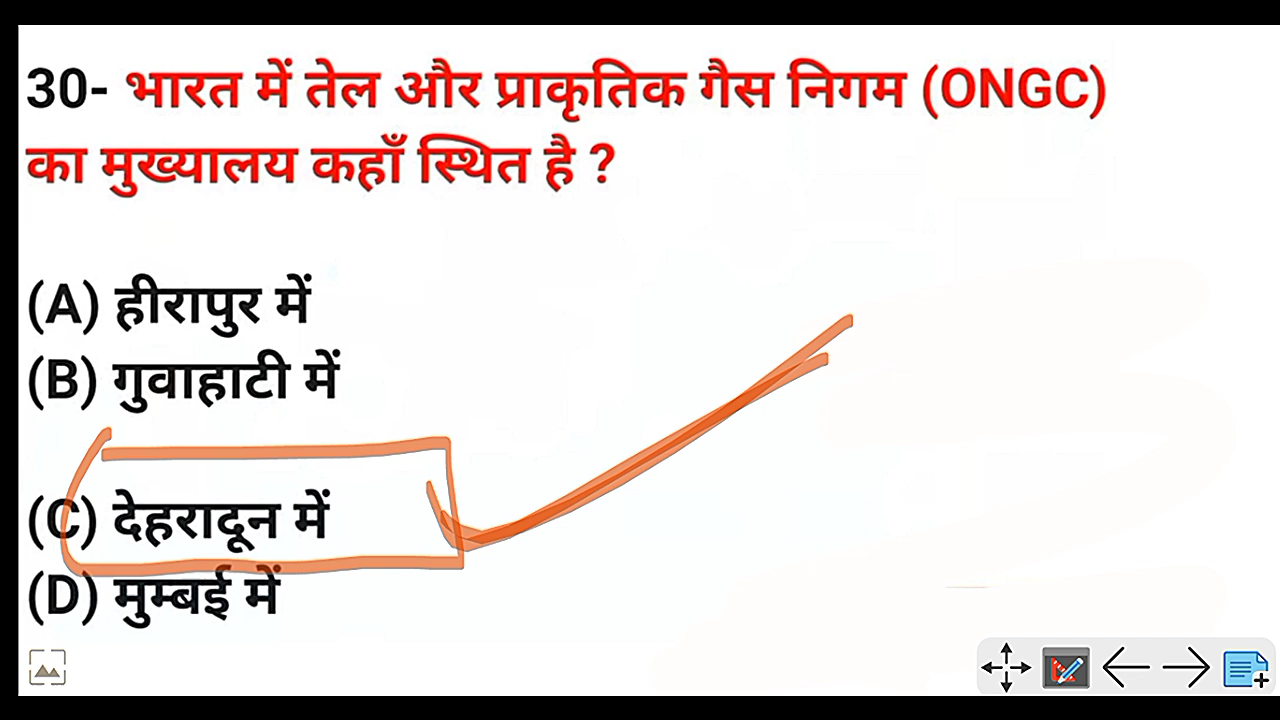 30- भारत में तेल और प्राकृतिक गैस निगम (ONGC)
का मुख्यालय कहाँ स्थित है ?
(A) हीरापुर में
(B) गुवाहाटी में
(C) देहरादून में
(D) मुम्बई में